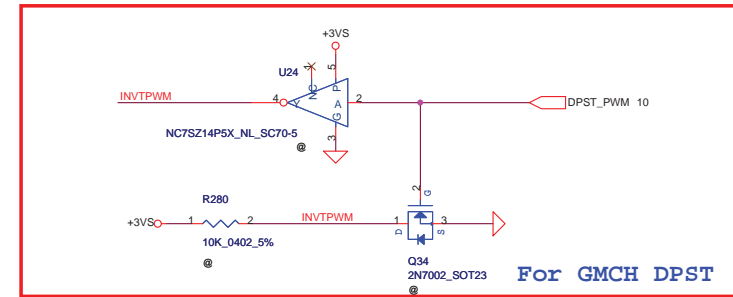 +3VS
U24
1
NC
5
P
INVTPWM
4
Y
A
2
DPST_PWM 10
G
3
NC7SZ14P5X_NL_SC70-5
@
R280
2
G
+3VS
1
2
INVTPWM
1
3
D
S
10K_0402_5%
@
Q34
2N7002_SOT23
@
For GMCH DPST